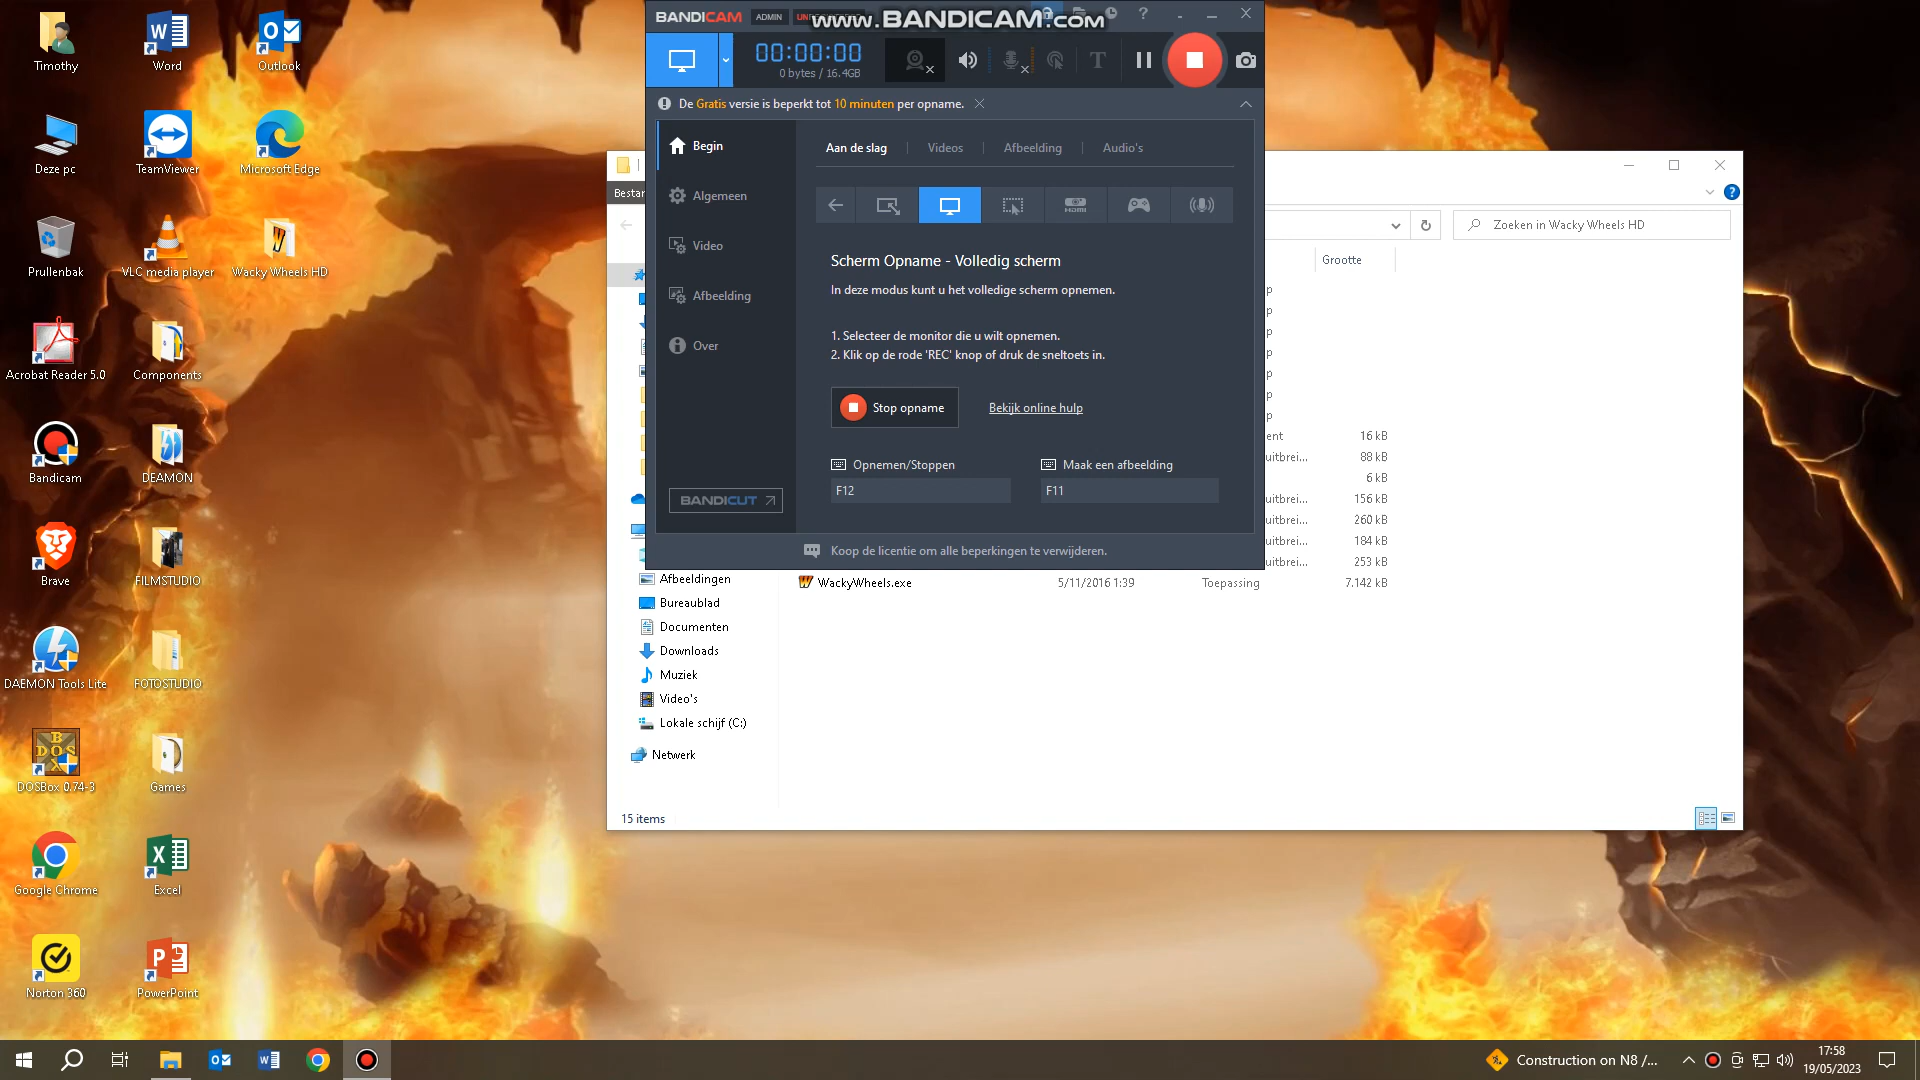 Timothy
Word
Outlook
Deze pc
TeamViewer
Microsoft Edge
Prullenbak
VLC media player
Wacky Wheels HD
Acrobat Reader 5.0
Components
Bandicam
DEAMON
Brave
FILMSTUDIO
DAEMON Tools Lite
FOTOSTUDIO
DOSBox 0.74-3
Games
Google Chrome
Excel
Norton 360
PowerPoint
BANDICAM
ADMIN
www.BANDICAM.com
00:00:00
0 bytes / 16.4GB
De Gratis versie is beperkt tot 10 minuten per opname.
Begin
Algemeen
Video
Afbeelding
Over
BANDICUT
Aan de slag
Videos
Afbeelding
Audio's
HDMI
Scherm Opname - Volledig scherm
In deze modus kunt u het volledige scherm opnemen.
1. Selecteer de monitor die u wilt opnemen.
2. Klik op de rode 'REC' knop of druk de sneltoets in.
Stop opname
Bekijk online hulp
Opnemen/Stoppen
Maak een afbeelding
F12
F11
Koop de licentie om alle beperkingen te verwijderen.
Zoeken in Wacky Wheels HD
Grootte
16 kB
uitbrei...
88 kB
6 kB
uitbrei...
156 kB
uitbrei...
260 kB
uitbrei...
184 kB
uitbrei...
253 kB
WackyWheels.exe
5/11/2016 1:39
Toepassing
7.142 kB
Afbeeldingen
Bureaublad
Documenten
Downloads
Muziek
Video's
Lokale schijf (C:)
Netwerk
15 items
Construction on N8 /...
17:58
19/05/2023